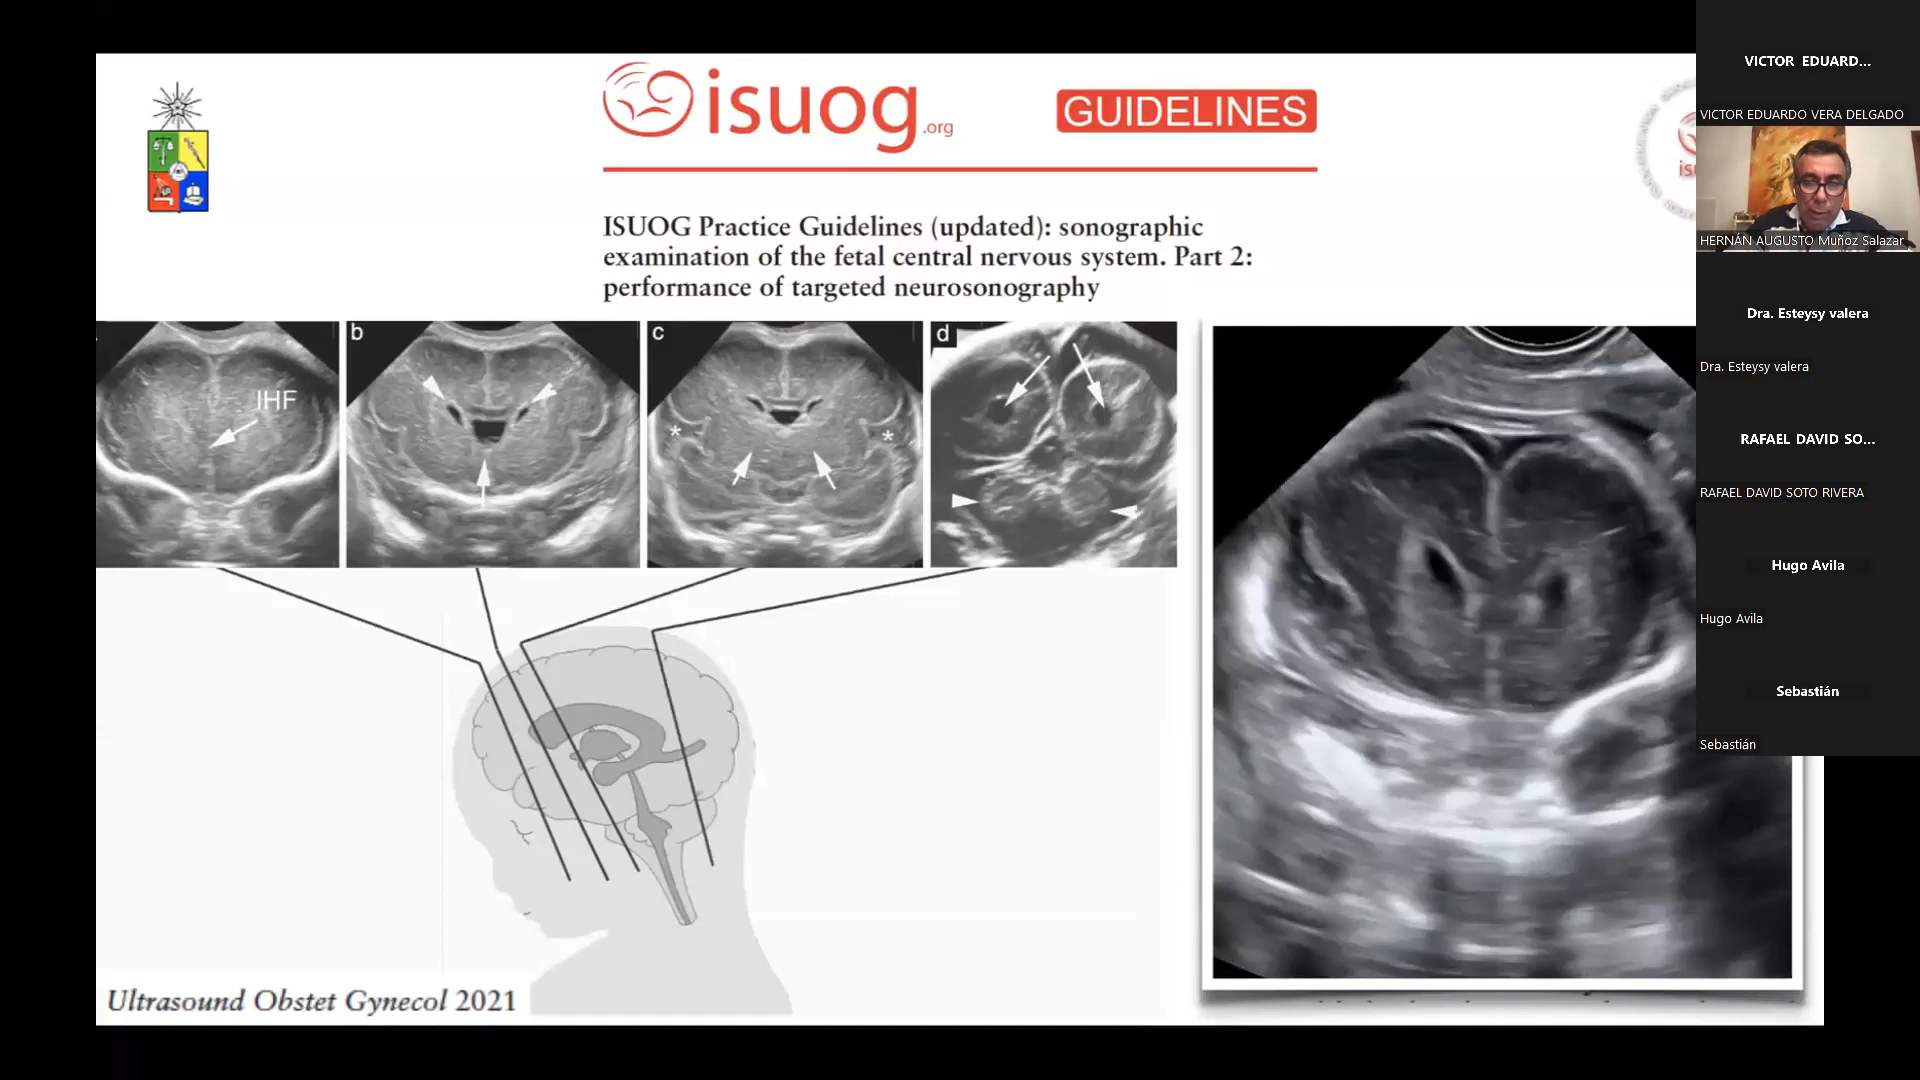 isuog.org
GUIDELINES
ISUOG Practice Guidelines (updated): sonographic
examination of the fetal central nervous system. Part 2:
performance of targeted neurosonography
IHF
b
c
*
*
d
Ultrasound Obstet Gynecol 2021
isu
VICTOR EDUARD...
VICTOR EDUARDO VERA DELGADO
HERNÁN AUGUSTO Muñoz Salazar
Dra. Esteysy valera
Dra. Esteysy valera
RAFAEL DAVID SO...
RAFAEL DAVID SOTO RIVERA
Hugo Avila
Hugo Avila
Sebastián
Sebastián